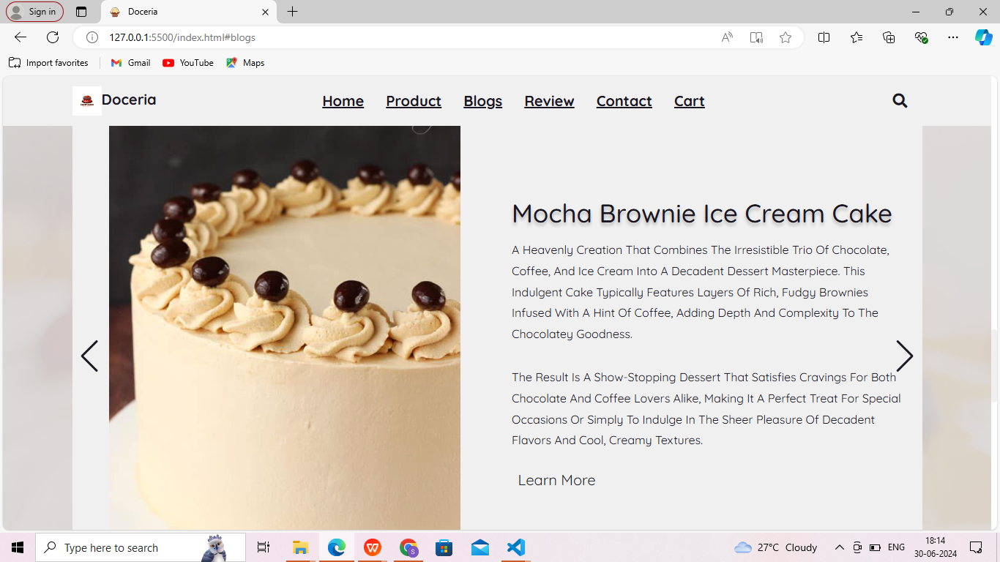 Sign in
Doceria
127.0.0.1:5500/index.html#blogs
Import favorites
Gmail
YouTube
Maps
Doceria
Home
Product
Blogs
Review
Contact
Cart
Mocha Brownie Ice Cream Cake
A Heavenly Creation That Combines The Irresistible Trio Of Chocolate,
Coffee, And Ice Cream Into A Decadent Dessert Masterpiece. This
Indulgent Cake Typically Features Layers Of Rich, Fudgy Brownies
Infused With A Hint Of Coffee, Adding Depth And Complexity To The
Chocolatey Goodness.
The Result Is A Show-Stopping Dessert That Satisfies Cravings For Both
Chocolate And Coffee Lovers Alike, Making It A Perfect Treat For Special
Occasions Or Simply To Indulge In The Sheer Pleasure Of Decadent
Flavors And Cool, Creamy Textures.
Learn More
Type here to search
27°C Cloudy
ENG
18:14
30-06-2024